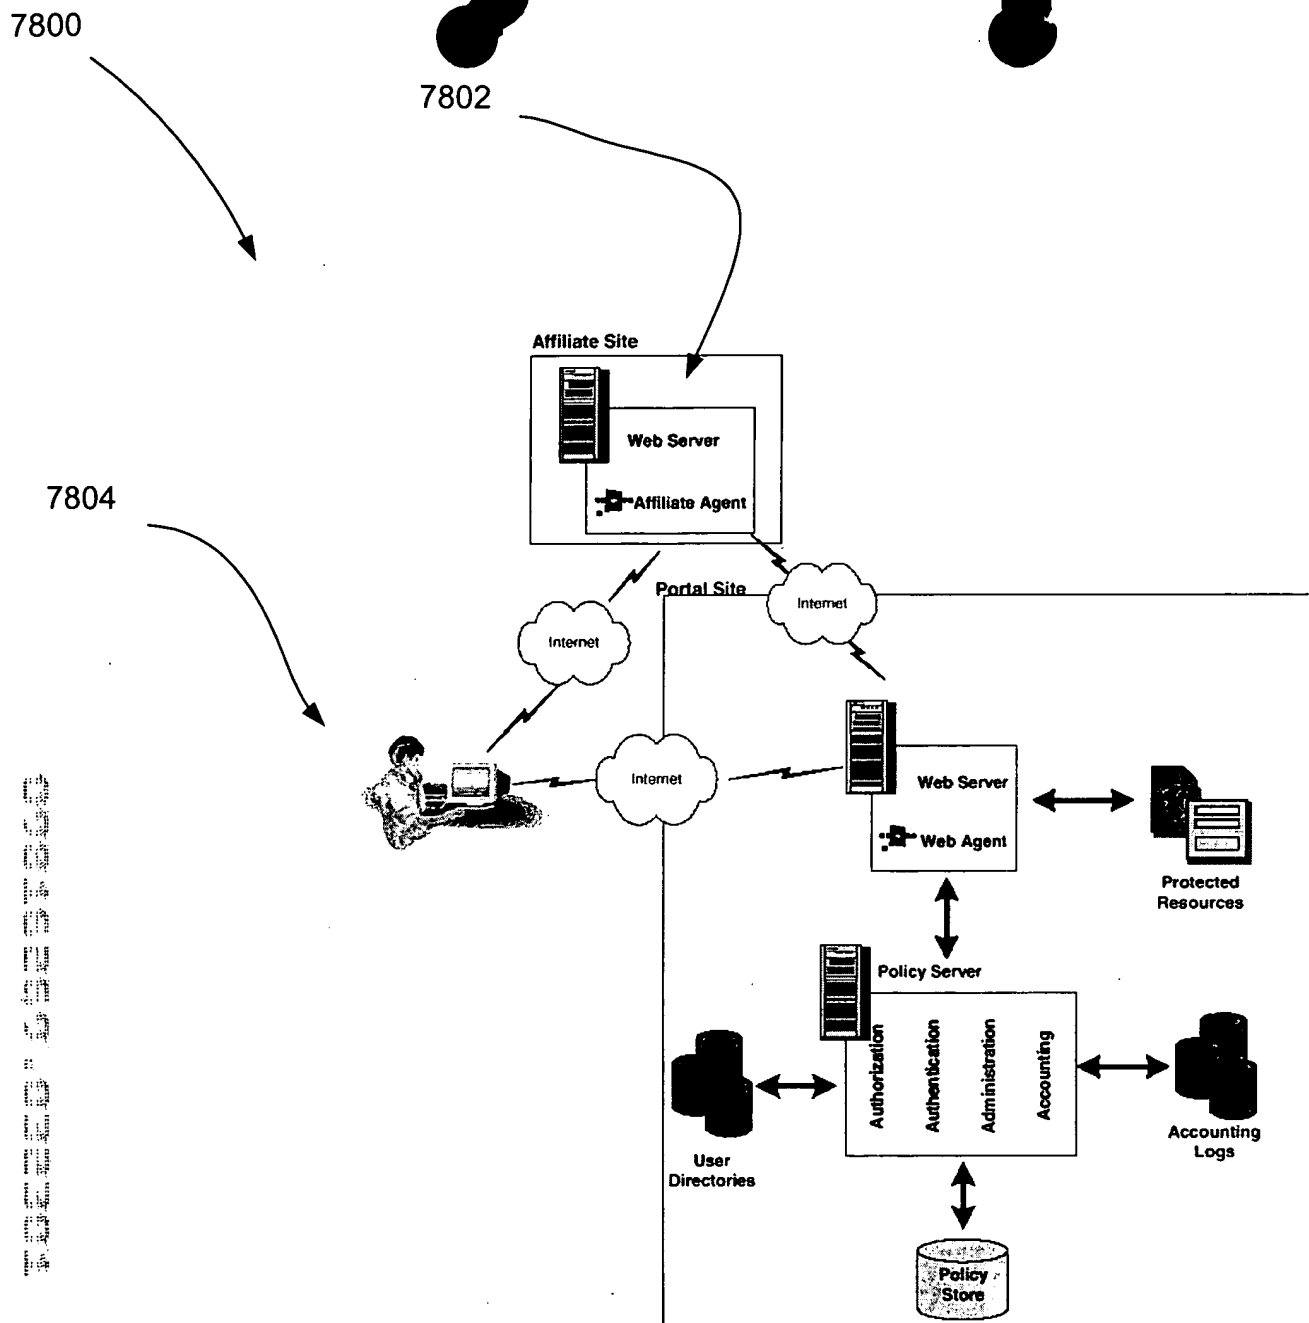 7800
7802
Affiliate Site
Web Server
Affiliate Agent
7804
Portal Site
Internet
Internet
Internet
Web Server
Web Agent
Protected
Resources
Policy Server
Authorization
Authentication
Administration
Accounting
User
Directories
Accounting
Logs
Policy
Store